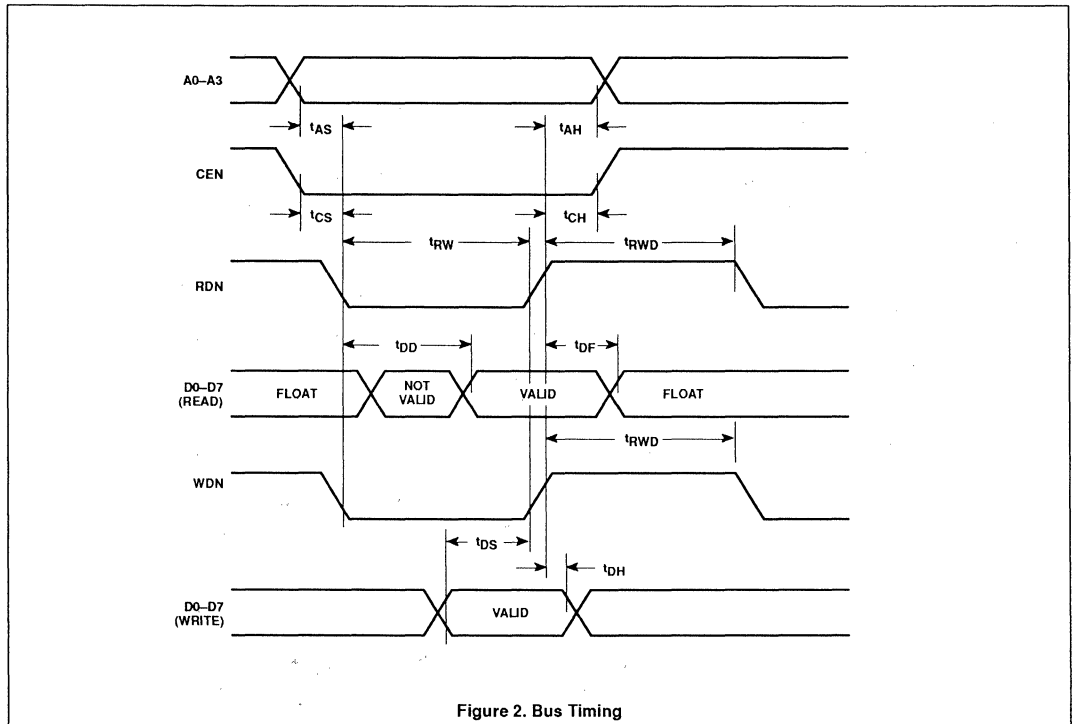 A0–A3
tAS
tAH
CEN
tCS
tCH
tRW
tRWD
RDN
tDD
tDF
D0–D7
(READ)
FLOAT
NOT
VALID
VALID
FLOAT
tRWD
WDN
tDS
tDH
D0–D7
(WRITE)
VALID
Figure 2. Bus Timing